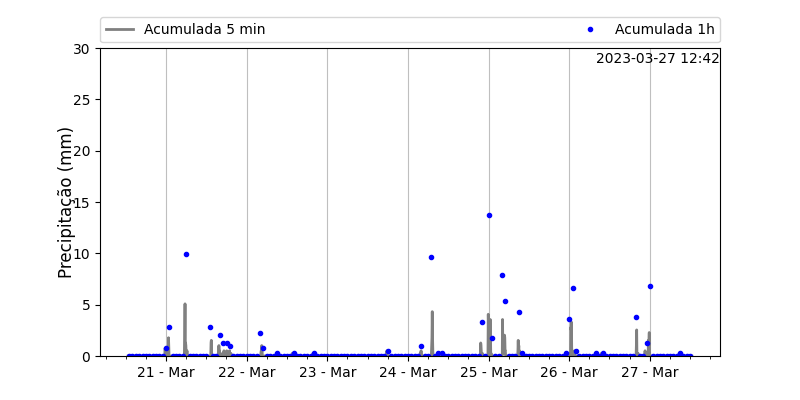 Acumulada 5 min
Acumulada 1h
2023-03-27 12:42
Precipitação (mm)
30
25
20
15
10
5
0
21 - Mar
22 - Mar
23 - Mar
24 - Mar
25 - Mar
26 - Mar
27 - Mar